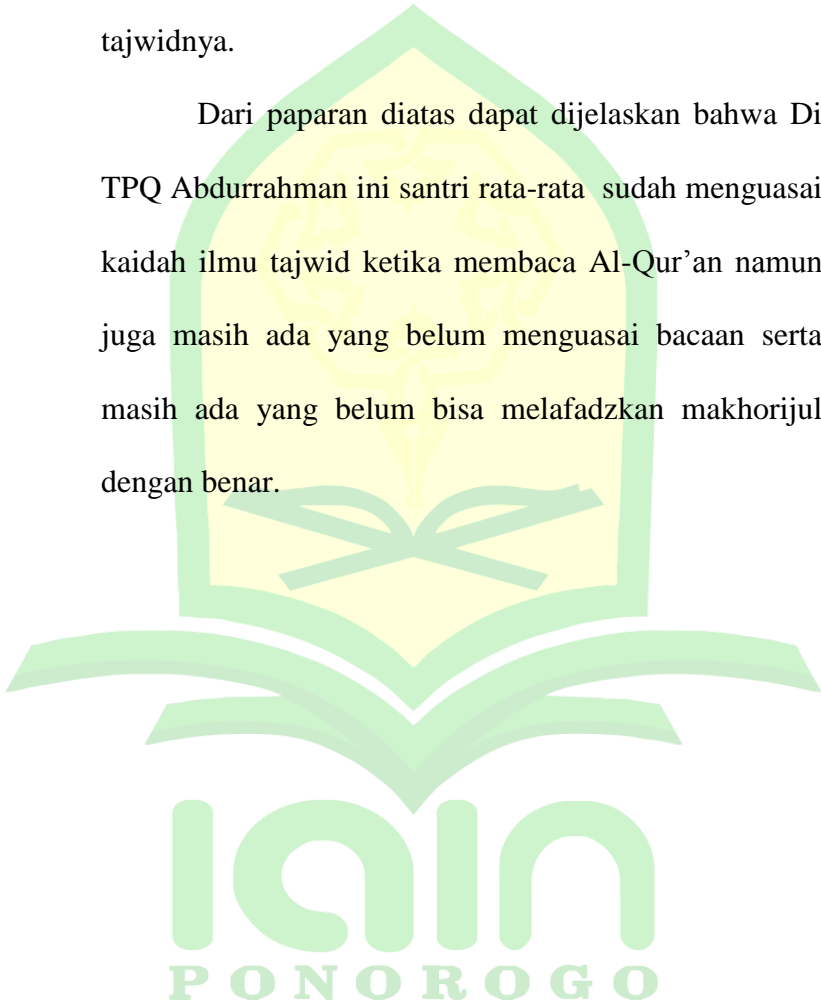 tajwidnya.
Dari paparan diatas dapat dijelaskan bahwa Di
TPQ Abdurrahman ini santri rata-rata sudah menguasai
kaidah ilmu tajwid ketika membaca Al-Qur’an namun
juga masih ada yang belum menguasai bacaan serta
masih ada yang belum bisa melafadzkan makhorijul
dengan benar.
IAIN
PONOROGO